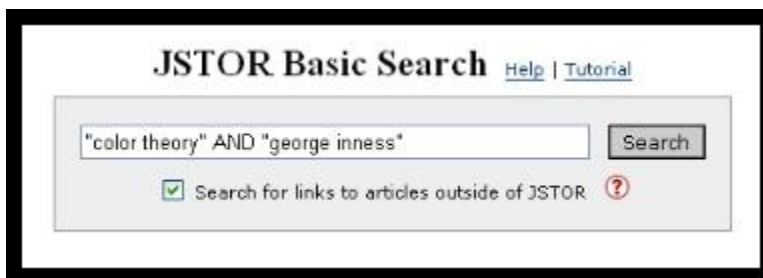 JSTOR Basic Search Help | Tutorial
"color theory" AND "george inness" Search
Search for links to articles outside of JSTOR ?